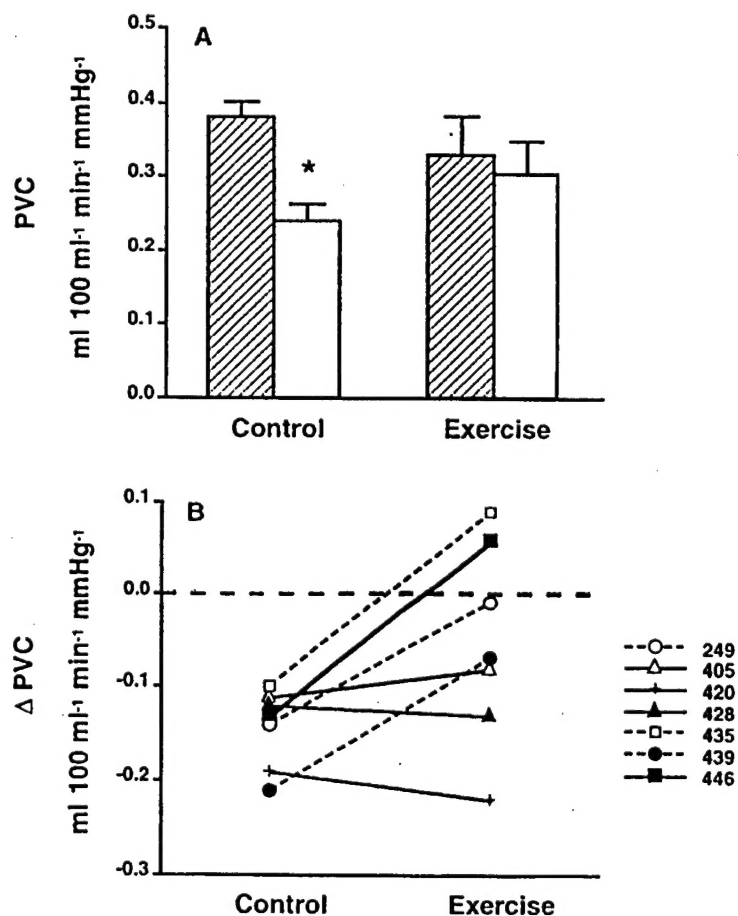 A
PVC
ml 100 ml-1 min-1 mmHg-1
0.5
0.4
0.3
0.2
0.1
0.0
*
Control Exercise
B
Δ PVC
ml 100 ml-1 min-1 mmHg-1
0.1
0.0
-0.1
-0.2
-0.3
Control Exercise
249
405
420
428
435
439
446